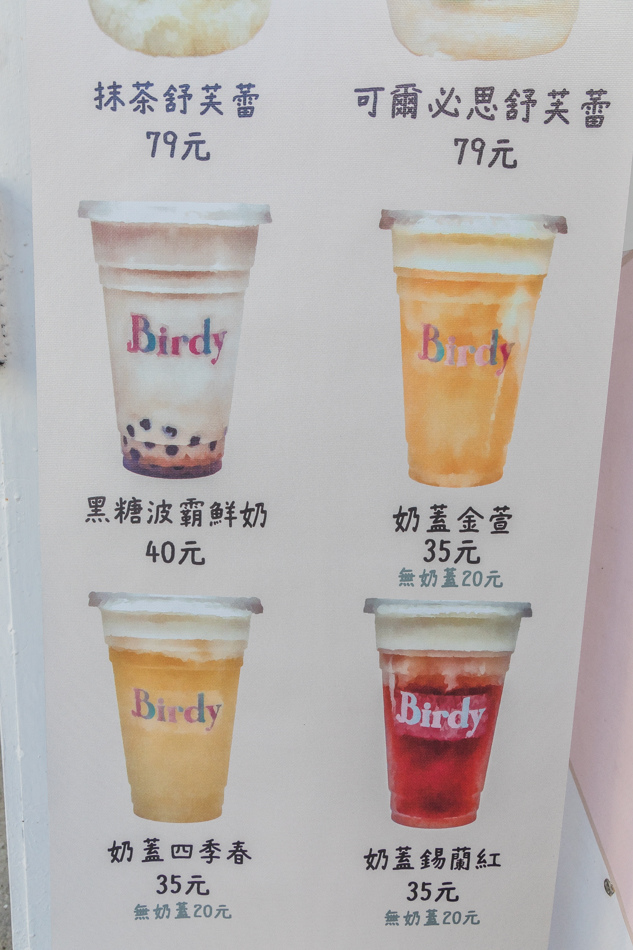 抹茶舒芙蕾
79元
可爾必思舒芙蕾
79元
Birdy
Birdy
黑糖波霸鮮奶
40元
奶蓋金萱
35元
無奶蓋20元
Birdy
Birdy
奶蓋四季春
35元
無奶蓋20元
奶蓋錫蘭紅
35元
無奶蓋20元